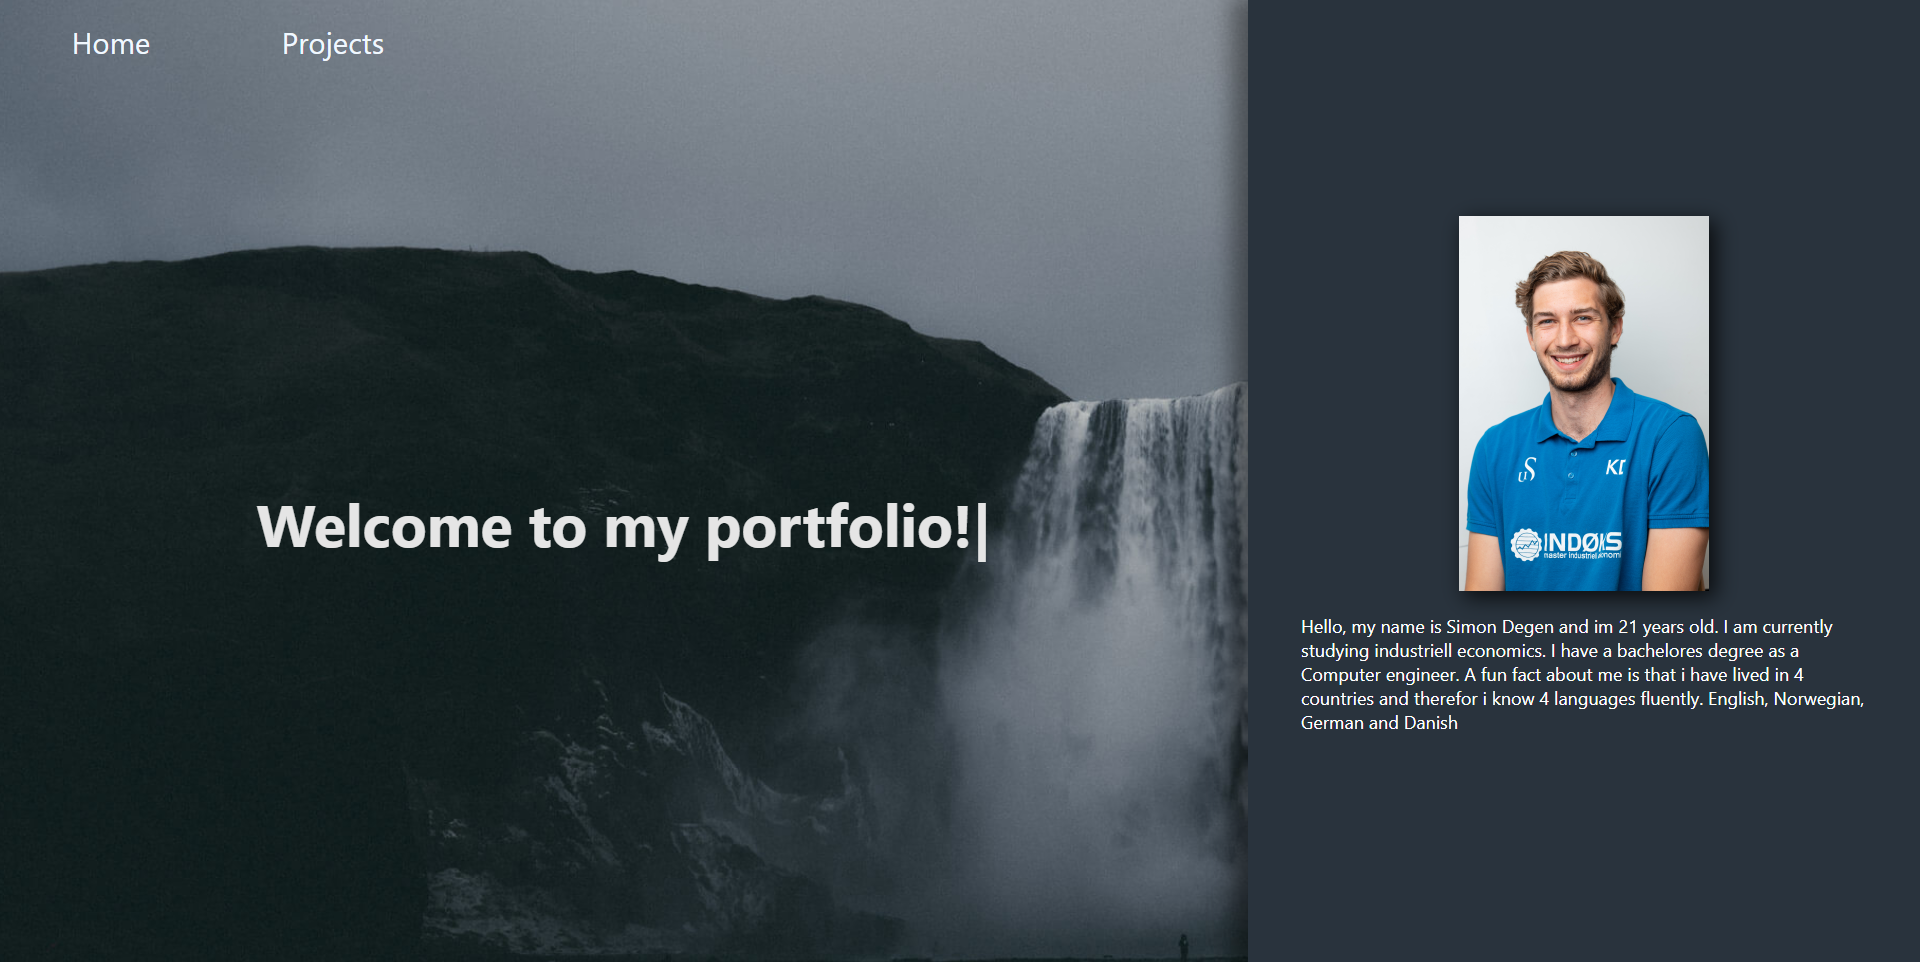 Home Projects
Welcome to my portfolio!|
uS KI
INDØKS
master industriell økonomi
Hello, my name is Simon Degen and im 21 years old. I am currently
studying industriell economics. I have a bachelores degree as a
Computer engineer. A fun fact about me is that i have lived in 4
countries and therefor i know 4 languages fluently. English, Norwegian,
German and Danish